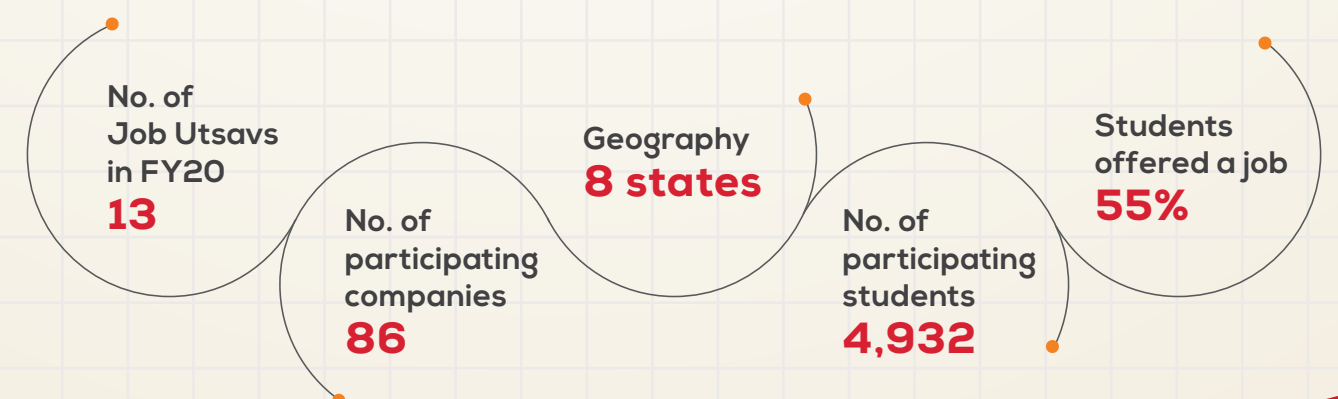 No. of
Job Utsavs
in FY20
13
No. of
participating
companies
86
Geography
8 states
No. of
participating
students
4,932
Students
offered a job
55%